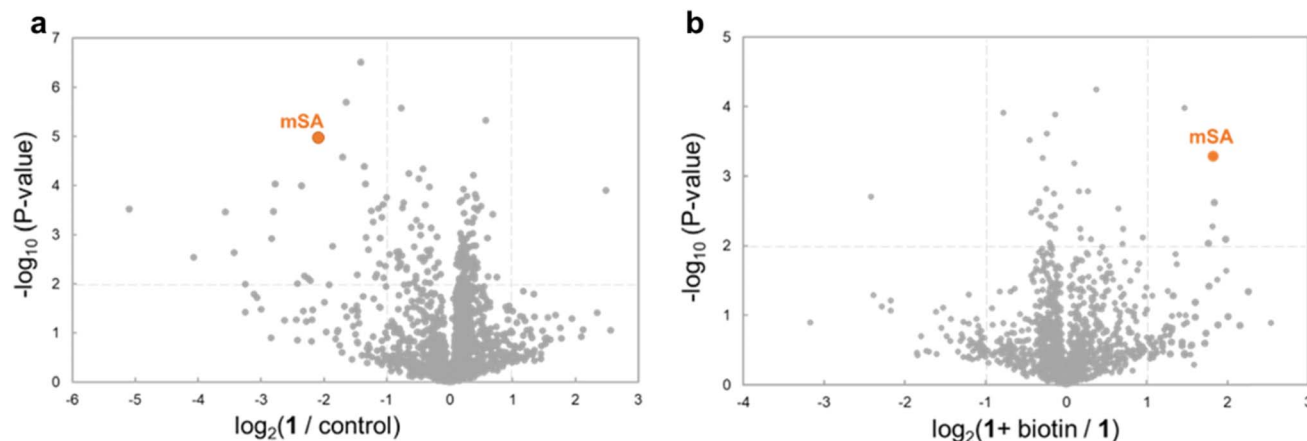 a
7
6
5
4
3
2
1
0
-log10 (P-value)
mSA
-6 -5 -4 -3 -2 -1 0 1 2 3
log2(1 / control)
b
5
4
3
2
1
0
-log10 (P-value)
mSA
-4 -3 -2 -1 0 1 2 3
log2(1+ biotin / 1)